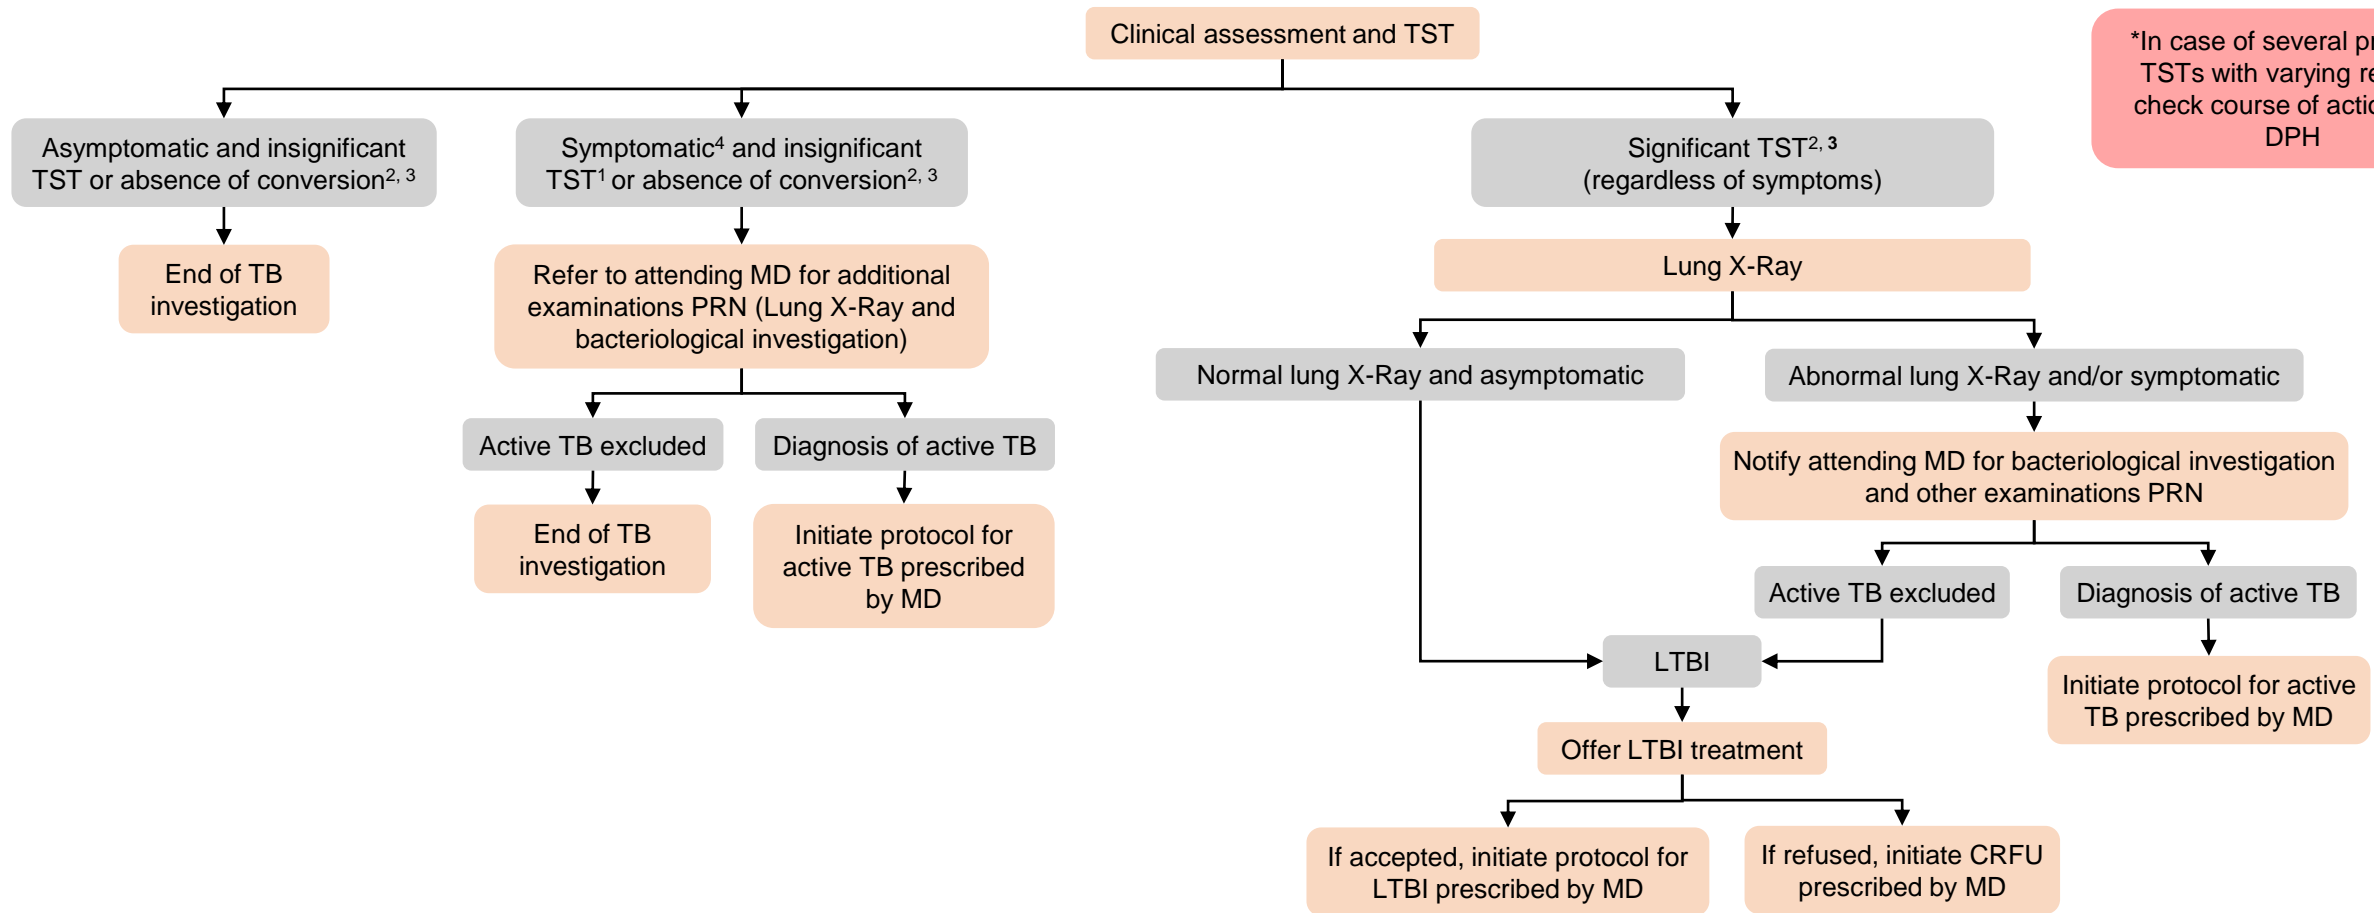 Clinical assessment and TST
*In case of several
TSTs with varying
check course of
DPH
Asymptomatic and insignificant
TST or absence of conversion2, 3
Symptomatic4 and insignificant
TST1 or absence of conversion2, 3
Significant TST2, 3
(regardless of symptoms)
End of TB
investigation
Refer to attending MD for additional
examinations PRN (Lung X-Ray and
bacteriological investigation)
Lung X-Ray
Normal lung X-Ray and asymptomatic
Abnormal lung X-Ray and/or symptomatic
Active TB excluded
Diagnosis of active TB
Notify attending MD for bacteriological investigation
and other examinations PRN
End of TB
investigation
Initiate protocol for
active TB prescribed
by MD
Active TB excluded
Diagnosis of active TB
LTBI
Initiate protocol for active
TB prescribed by MD
Offer LTBI treatment
If accepted, initiate protocol for
LTBI prescribed by MD
If refused, initiate CRFU
prescribed by MD